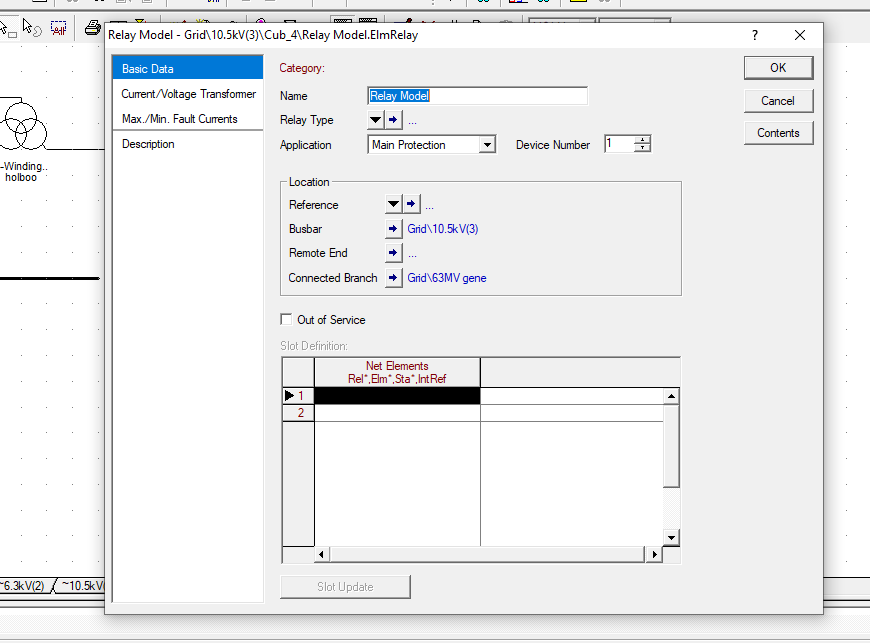 Relay Model - Grid\10.5kV(3)\Cub_4\Relay Model.ElmRelay
?
Basic Data
Current/Voltage Transformer
Max./Min. Fault Currents
Description
Category:
Name
Relay Model
Relay Type
...
Application
Main Protection
Device Number
1
OK
Cancel
Contents
Location
Reference
...
Busbar
Grid\10.5kV(3)
Remote End
...
Connected Branch
Grid\63MV gene
Out of Service
Slot Definition:
Net Elements
Rel*,Elm*,Sta*,IntRef
1
2
Slot Update
-Winding..
holboo
~6.3kV(2)
~10.5kV(